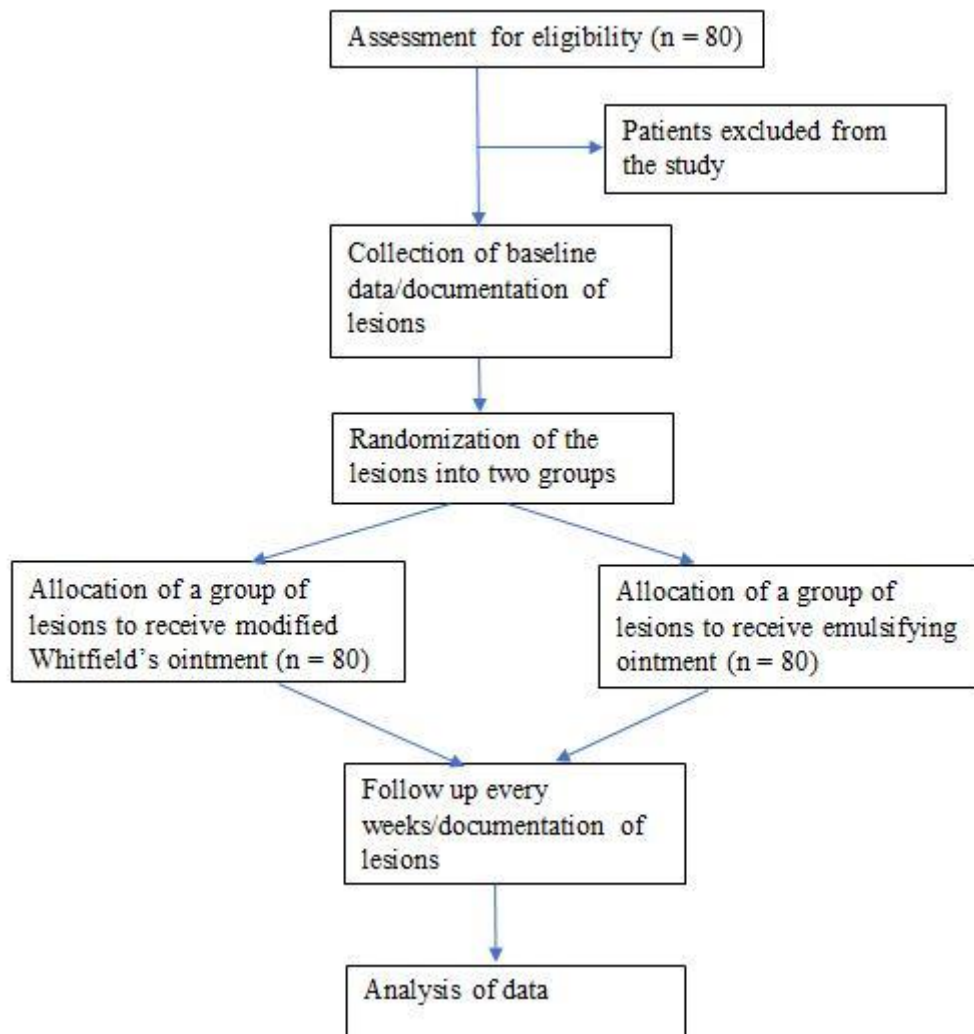 Assessment for eligibility (n = 80)
Patients excluded from
the study
Collection of baseline
data/documentation of
lesions
Randomization of the
lesions into two groups
Allocation of a group of
lesions to receive modified
Whitfield's ointment (n = 80)
Allocation of a group of
lesions to receive emulsifying
ointment (n = 80)
Follow up every
weeks/documentation of
lesions
Analysis of data